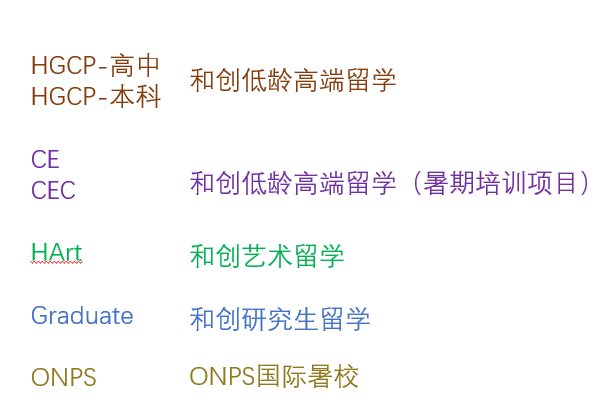 HGCP-高中
HGCP-本科
和创低龄高端留学
CE
CEC
和创低龄高端留学（暑期培训项目）
HArt
和创艺术留学
Graduate
和创研究生留学
ONPS
ONPS国际暑校